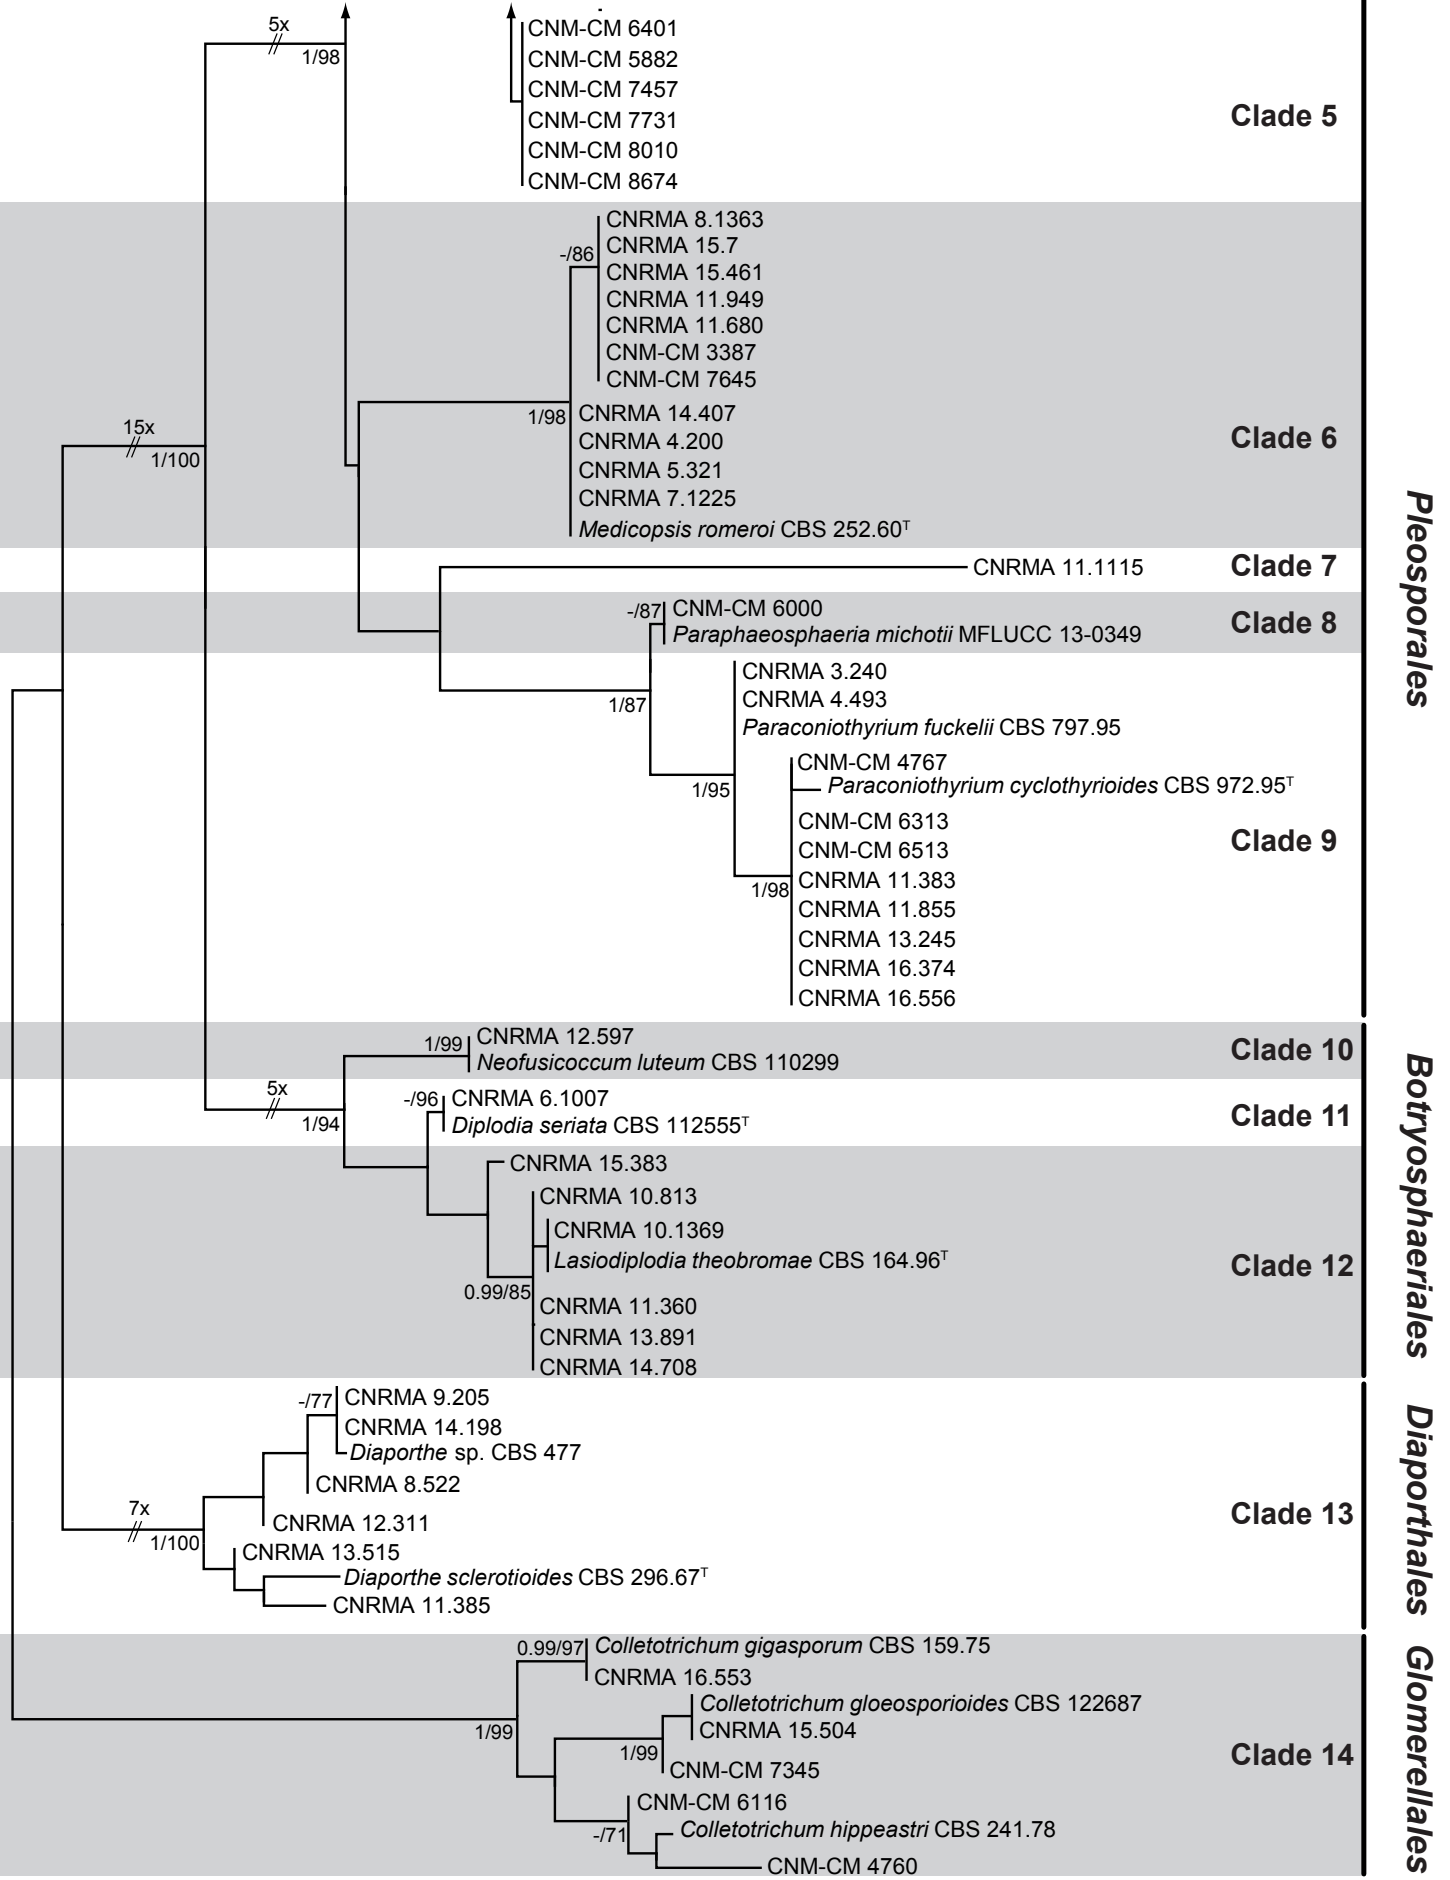 5x
1/98
CNM-CM 6401
CNM-CM 5882
CNM-CM 7457
CNM-CM 7731
CNM-CM 8010
CNM-CM 8674
Clade 5
CNRMA 8.1363
-/86
CNRMA 15.7
CNRMA 15.461
CNRMA 11.949
CNRMA 11.680
CNM-CM 3387
CNM-CM 7645
1/98
CNRMA 14.407
CNRMA 4.200
CNRMA 5.321
CNRMA 7.1225
Medicopsis romeroi CBS 252.60ᵀ
Clade 6
15x
1/100
CNRMA 11.1115
Clade 7
-/87
CNM-CM 6000
Paraphaeosphaeria michotii MFLUCC 13-0349
Clade 8
1/87
CNRMA 3.240
CNRMA 4.493
Paraconiothyrium fuckelii CBS 797.95
1/95
CNM-CM 4767
Paraconiothyrium cyclothyrioides CBS 972.95ᵀ
CNM-CM 6313
CNM-CM 6513
1/98
CNRMA 11.383
CNRMA 11.855
CNRMA 13.245
CNRMA 16.374
CNRMA 16.556
Clade 9
Pleosporales
1/99
CNRMA 12.597
Neofusicoccum luteum CBS 110299
Clade 10
5x
1/94
-/96
CNRMA 6.1007
Diplodia seriata CBS 112555ᵀ
Clade 11
CNRMA 15.383
CNRMA 10.813
CNRMA 10.1369
Lasiodiplodia theobromae CBS 164.96ᵀ
0.99/85
CNRMA 11.360
CNRMA 13.891
CNRMA 14.708
Clade 12
Botryosphaeriales
-/77
CNRMA 9.205
CNRMA 14.198
Diaporthe sp. CBS 477
CNRMA 8.522
7x
1/100
CNRMA 12.311
CNRMA 13.515
Diaporthe sclerotioides CBS 296.67ᵀ
CNRMA 11.385
Clade 13
Diaporthales
0.99/97
Colletotrichum gigasporum CBS 159.75
CNRMA 16.553
1/99
Colletotrichum gloeosporioides CBS 122687
CNRMA 15.504
1/99
CNM-CM 7345
CNM-CM 6116
-/71
Colletotrichum hippeastri CBS 241.78
CNM-CM 4760
Clade 14
Glomerellales